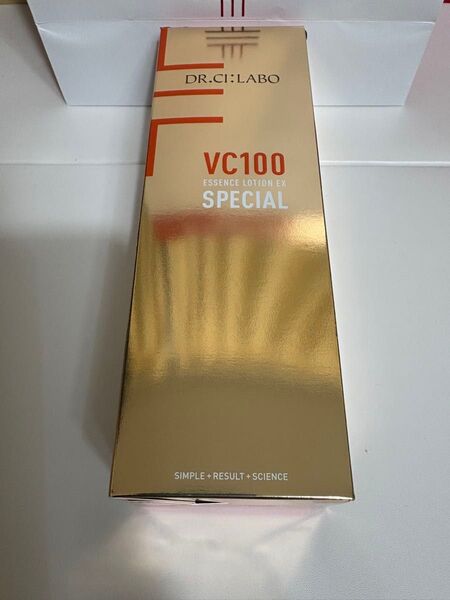 DR.CI:LABO
VC100
ESSENCE LOTION EX
SPECIAL
SIMPLE+RESULT+SCIENCE